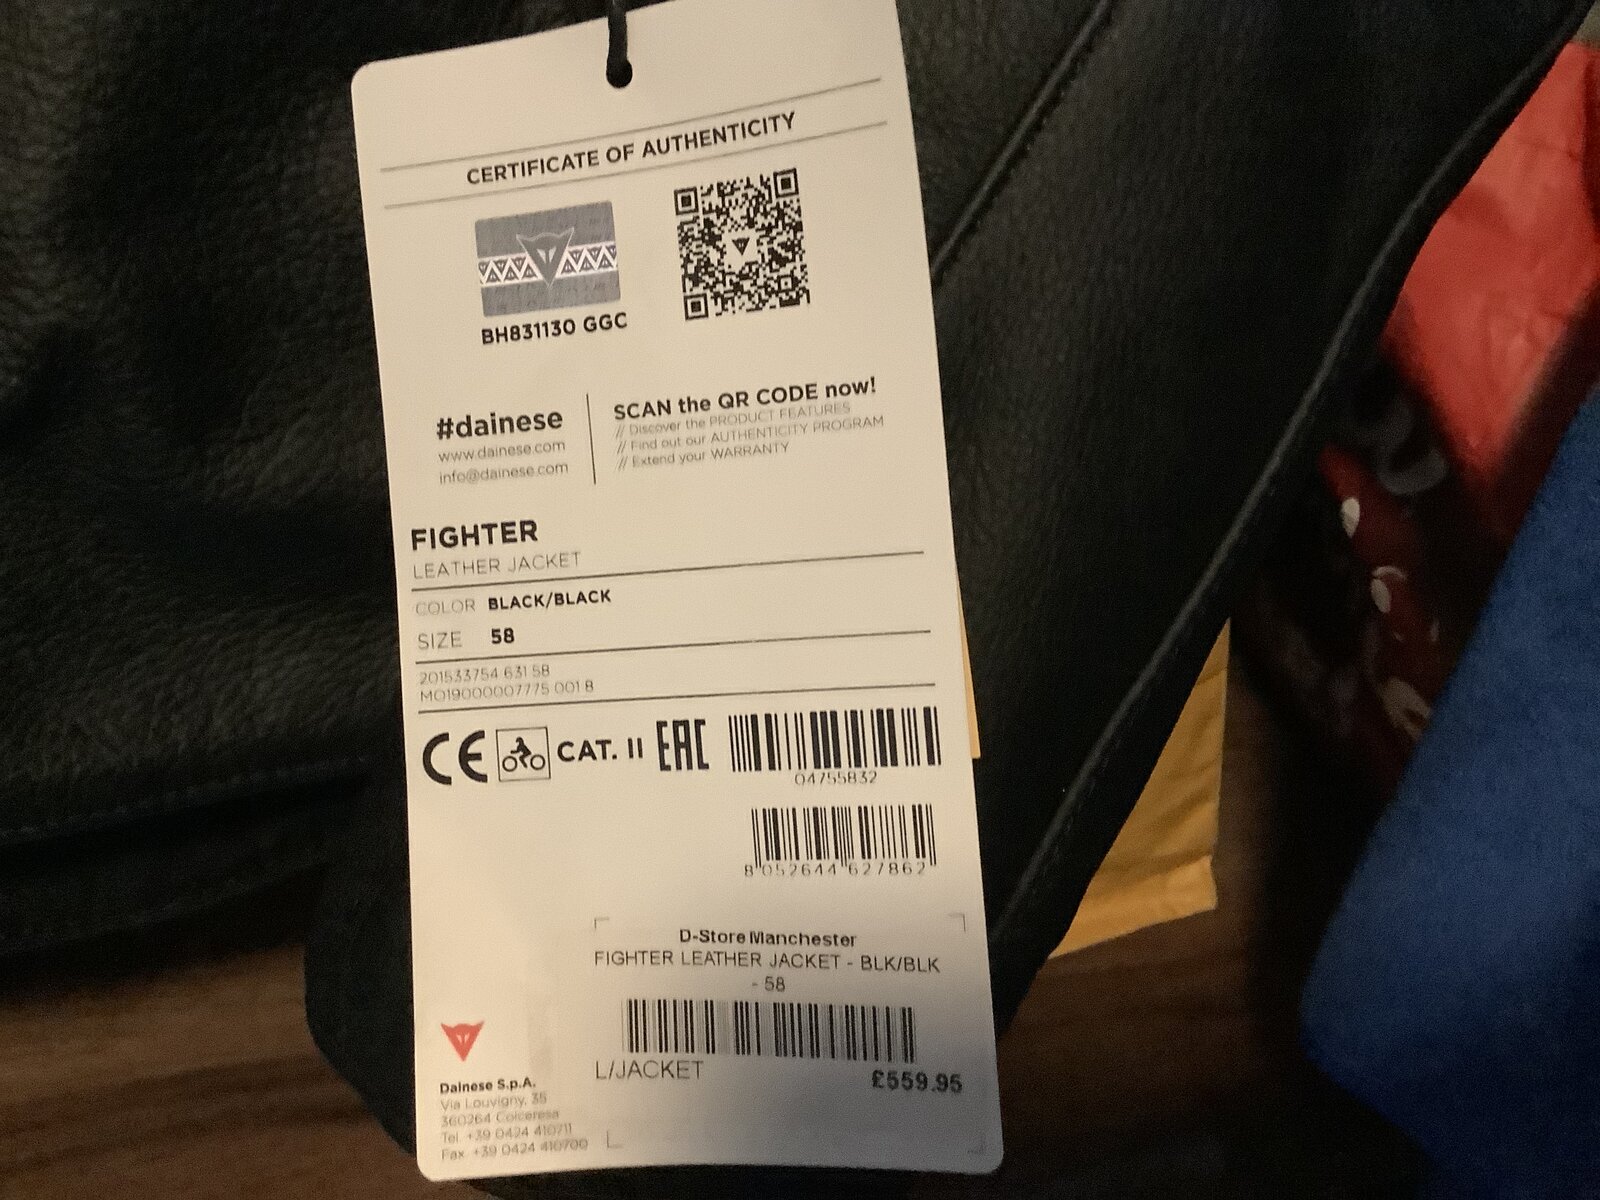 CERTIFICATE OF AUTHENTICITY
BH831130 GGC
#dainese
www.dainese.com
info@dainese.com
SCAN the QR CODE now!
// Discover the PRODUCT FEATURES
// Find out our AUTHENTICITY PROGRAM
// Extend your WARRANTY
FIGHTER
LEATHER JACKET
COLOR BLACK/BLACK
SIZE 58
201533754 631 58
MO19000007775 001 8
CE CAT. II EAC
04755832
8 052644 627862
D-Store Manchester
FIGHTER LEATHER JACKET - BLK/BLK
- 58
L/JACKET
£559.95
Dainese S.p.A.
Via Louvigny, 35
360264 Colceresa
Tel. +39 0424 410711
Fax. +39 0424 410700